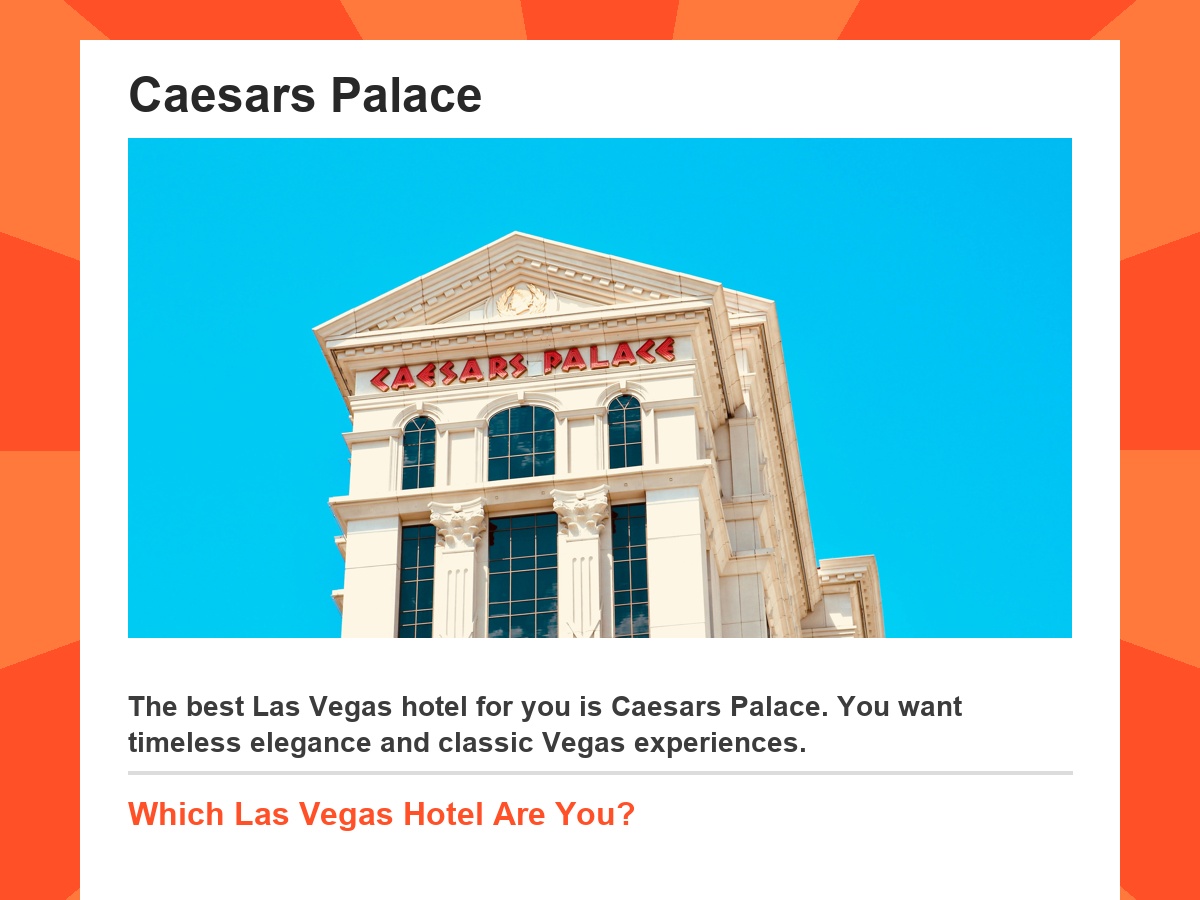 Caesars Palace
CAESARS PALACE
The best Las Vegas hotel for you is Caesars Palace. You want
timeless elegance and classic Vegas experiences.
Which Las Vegas Hotel Are You?